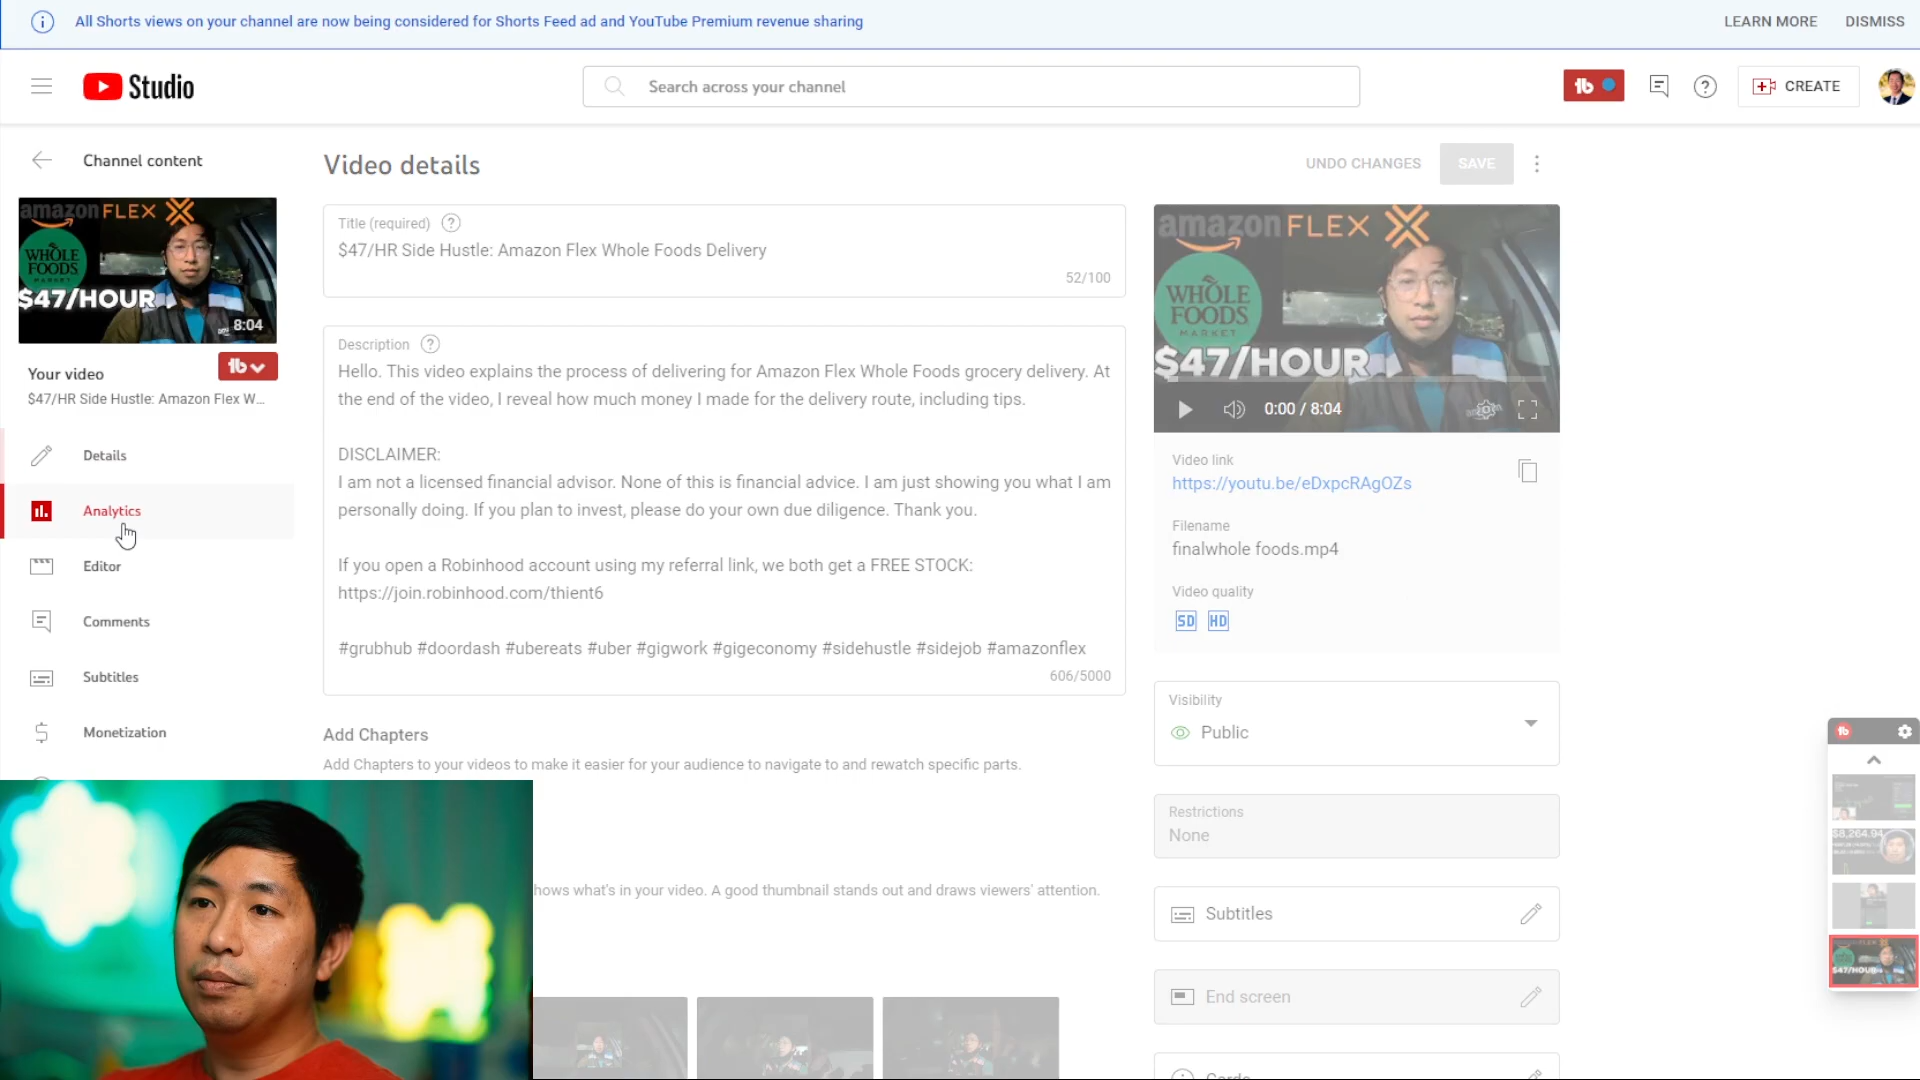 All Shorts views on your channel are now being considered for Shorts Feed ad and YouTube Premium revenue sharing
LEARN MORE
DISMISS
Studio
Search across your channel
CREATE
Channel content
Video details
UNDO CHANGES
SAVE
amazon FLEX
WHOLE
FOODS
$47/HOUR
8:04
Your video
$47/HR Side Hustle: Amazon Flex W...
Details
Analytics
Editor
Comments
Subtitles
Monetization
Title (required)
$47/HR Side Hustle: Amazon Flex Whole Foods Delivery
52/100
Description
Hello. This video explains the process of delivering for Amazon Flex Whole Foods grocery delivery. At
the end of the video, I reveal how much money I made for the delivery route, including tips.
DISCLAIMER:
I am not a licensed financial advisor. None of this is financial advice. I am just showing you what I am
personally doing. If you plan to invest, please do your own due diligence. Thank you.
If you open a Robinhood account using my referral link, we both get a FREE STOCK:
https://join.robinhood.com/thient6
#grubhub #doordash #ubereats #uber #gigwork #gigeconomy #sidehustle #sidejob #amazonflex
606/5000
Add Chapters
Add Chapters to your videos to make it easier for your audience to navigate to and rewatch specific parts.
hows what's in your video. A good thumbnail stands out and draws viewers' attention.
amazon FLEX
WHOLE
FOODS
MARKET
$47/HOUR
0:00 / 8:04
Video link
https://youtu.be/eDxpcRAgOZs
Filename
finalwhole foods.mp4
Video quality
SD HD
Visibility
Public
Restrictions
None
Subtitles
End screen
Cards
$8,264.94
$47/HOUR